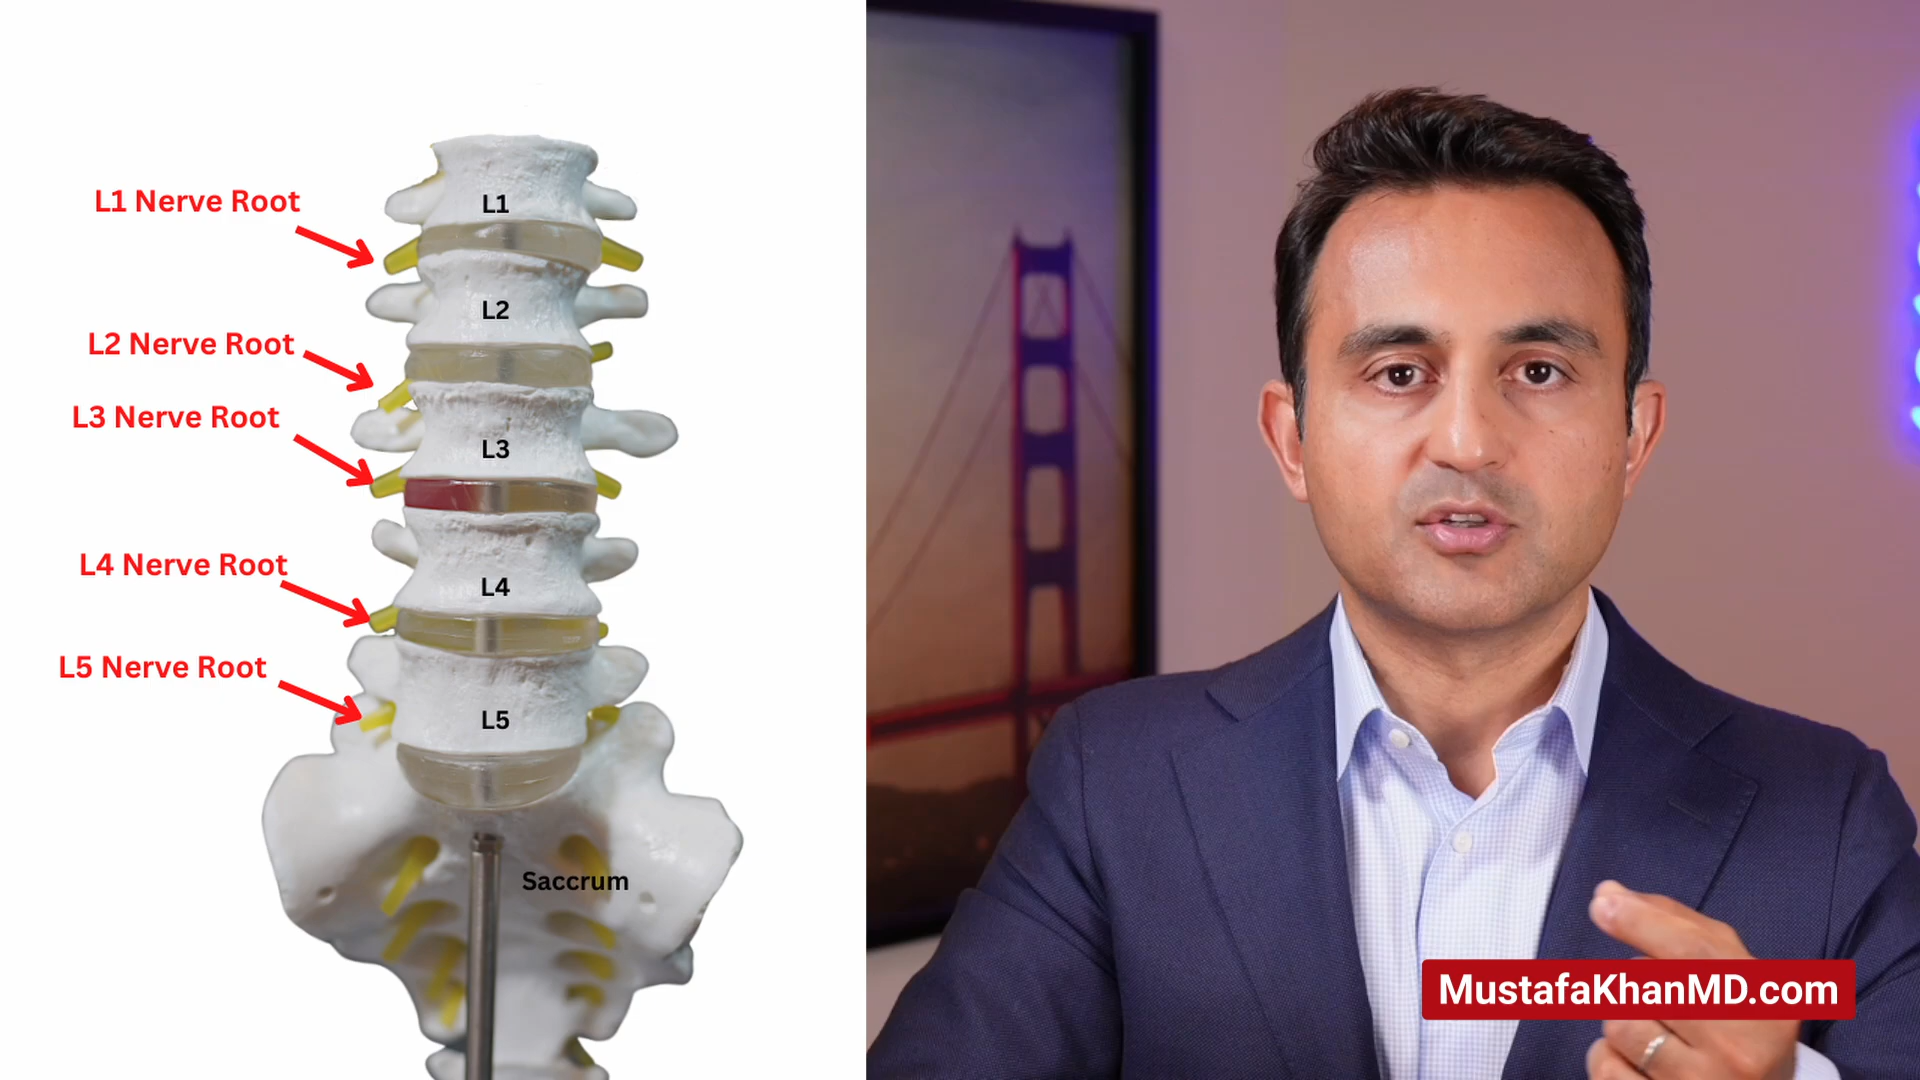 L1 Nerve Root
L1
L2
L2 Nerve Root
L3 Nerve Root
L3
L4 Nerve Root
L4
L5 Nerve Root
L5
Saccrum
MustafaKhanMD.com